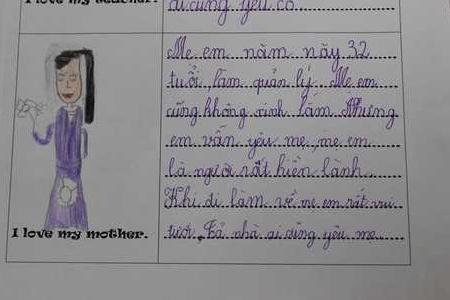 I love my teacher.
ai cũng yêu cô.
Mẹ em năm nay 32
tuổi, làm quản lý. Mẹ em
cũng không xinh lắm. Nhưng
em vẫn yêu mẹ, mẹ em
là người rất hiền lành.
Khi đi làm về mẹ em rất vui
tươi. Cả nhà ai cũng yêu mẹ.
I love my mother.